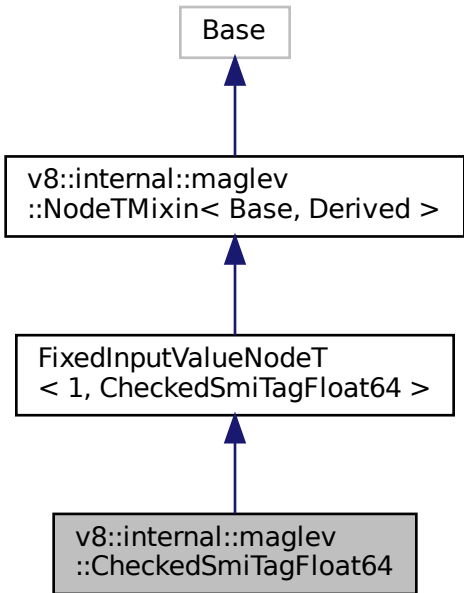 Base
v8::internal::maglev
::NodeTMixin< Base, Derived >
FixedInputValueNodeT
< 1, CheckedSmiTagFloat64 >
v8::internal::maglev
::CheckedSmiTagFloat64